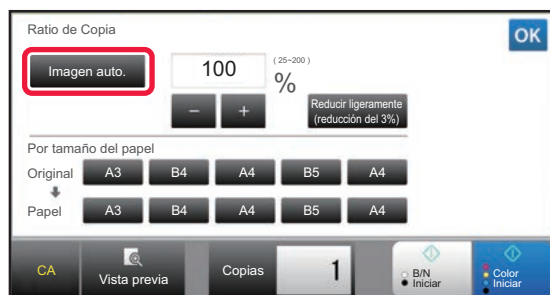 Ratio de Copia
OK
Imagen auto.
100
( 25~200 )
%
−
+
Reducir ligeramente
(reducción del 3%)
Por tamaño del papel
Original A3 B4 A4 B5 A4
Papel A3 B4 A4 B5 A4
CA
Vista previa
Copias
1
B/N
Iniciar
Color
Iniciar